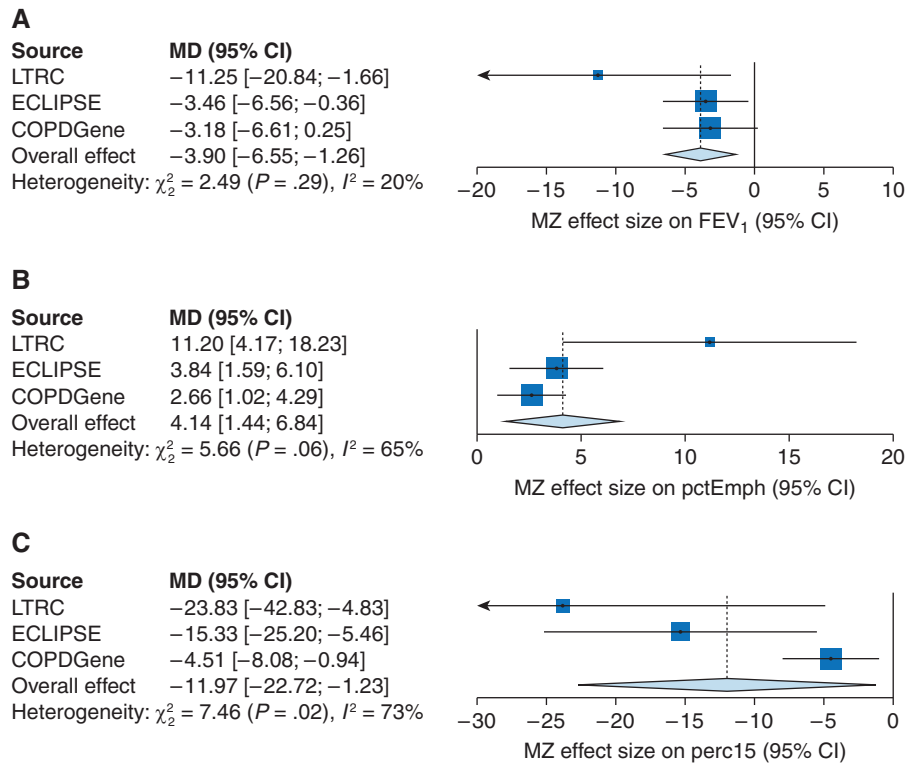 A
Source MD (95% CI)
LTRC −11.25 [−20.84; −1.66]
ECLIPSE −3.46 [−6.56; −0.36]
COPDGene −3.18 [−6.61; 0.25]
Overall effect −3.90 [−6.55; −1.26]
Heterogeneity: χ²₂ = 2.49 (P = .29), I² = 20%
−20 −15 −10 −5 0 5 10
MZ effect size on FEV₁ (95% CI)
B
Source MD (95% CI)
LTRC 11.20 [4.17; 18.23]
ECLIPSE 3.84 [1.59; 6.10]
COPDGene 2.66 [1.02; 4.29]
Overall effect 4.14 [1.44; 6.84]
Heterogeneity: χ²₂ = 5.66 (P = .06), I² = 65%
0 5 10 15 20
MZ effect size on pctEmph (95% CI)
C
Source MD (95% CI)
LTRC −23.83 [−42.83; −4.83]
ECLIPSE −15.33 [−25.20; −5.46]
COPDGene −4.51 [−8.08; −0.94]
Overall effect −11.97 [−22.72; −1.23]
Heterogeneity: χ²₂ = 7.46 (P = .02), I² = 73%
−30 −25 −20 −15 −10 −5 0
MZ effect size on perc15 (95% CI)